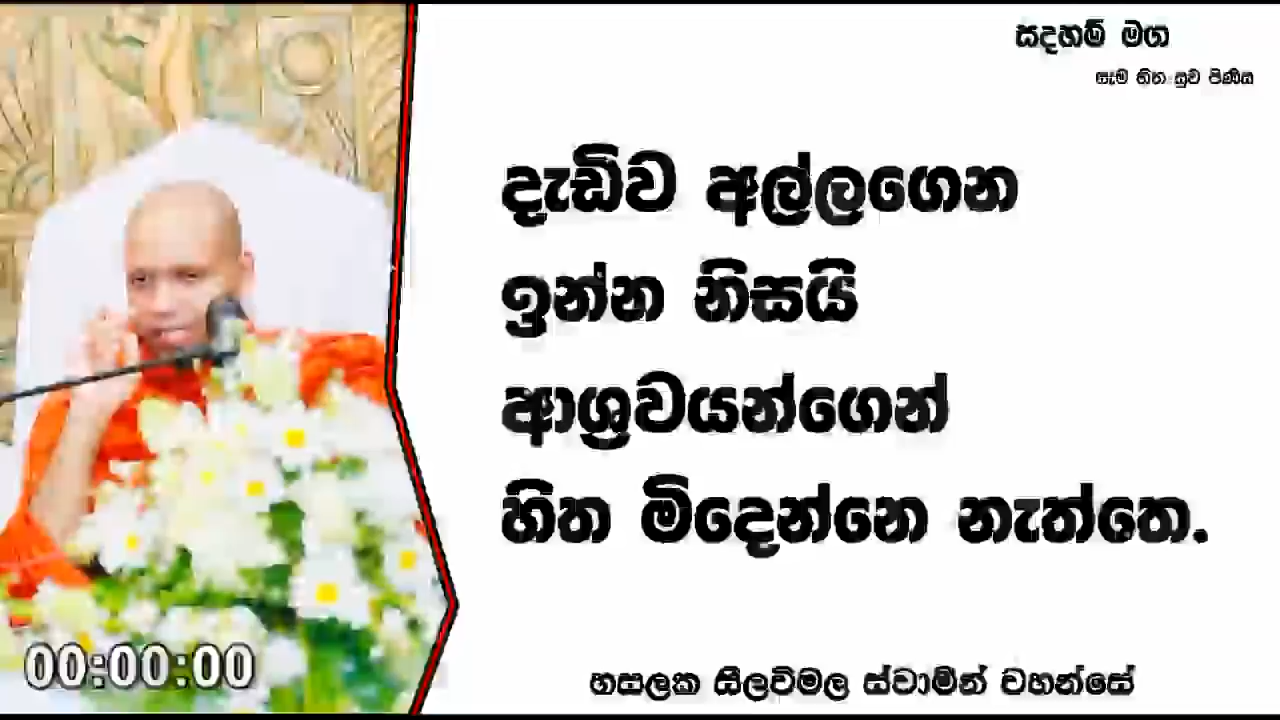 සදහම් මග
සැම හිත සුව පිණිස
දැඩිව අල්ලගෙන
ඉන්න නිසයි
ආශ්‍රවයන්ගෙන්
හිත මිදෙන්නෙ නැත්තෙ.
හසලක සීලවිමල ස්වාමින් වහන්සේ
00:00:00